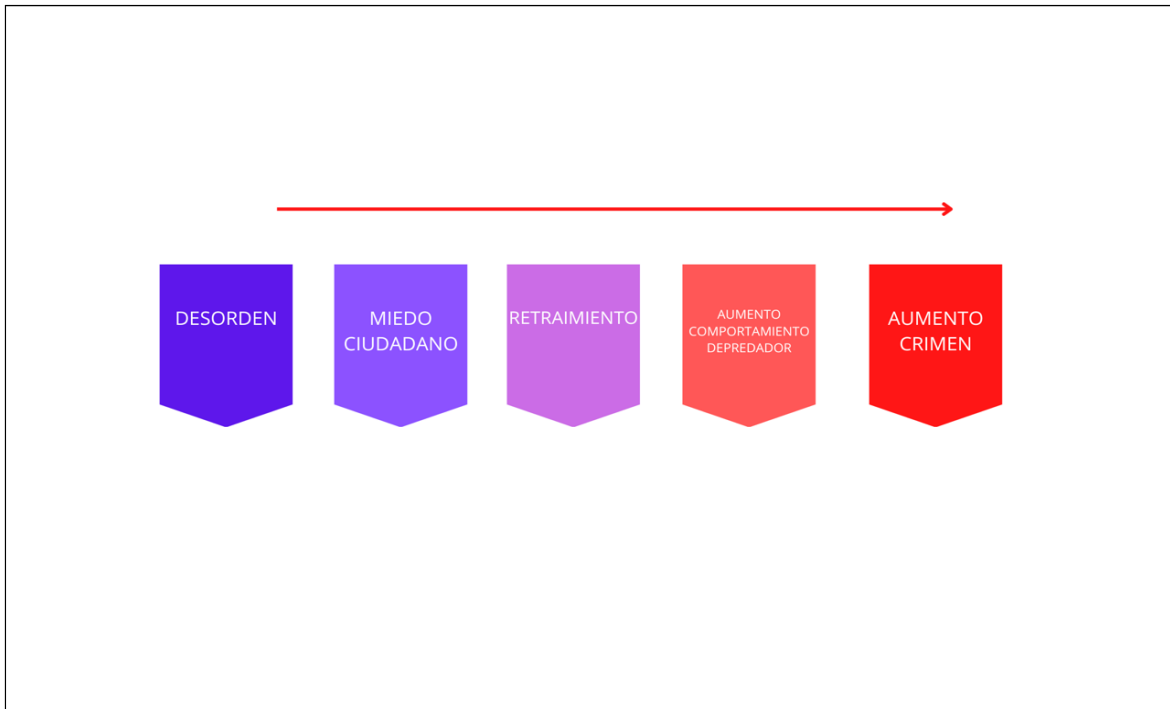 DESORDEN
MIEDO
CIUDADANO
RETRAIMIENTO
AUMENTO
COMPORTAMIENTO
DEPREDADOR
AUMENTO
CRIMEN